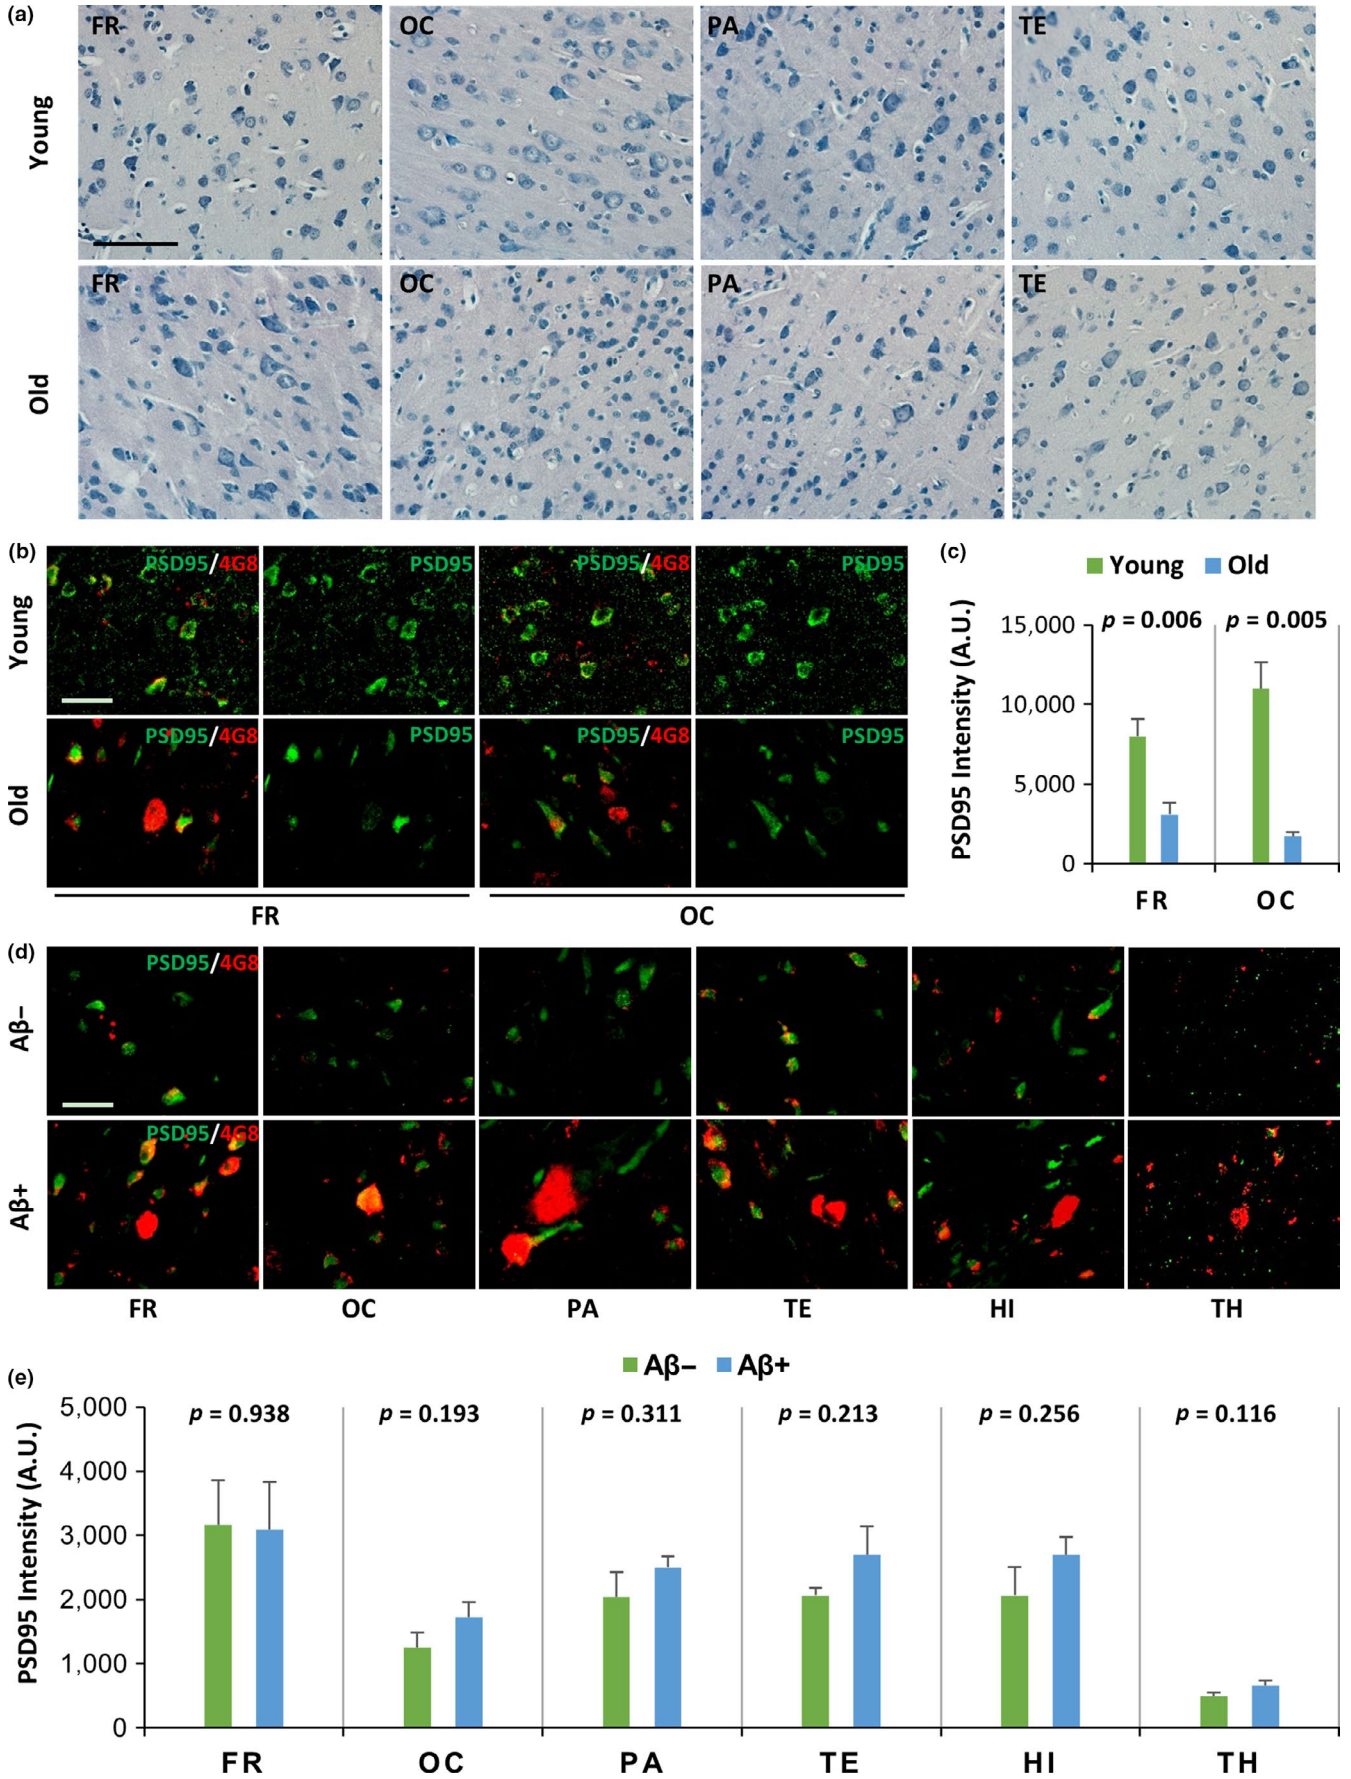 (a)
FR OC PA TE
Young
FR OC PA TE
Old
(b)
PSD95/4G8 PSD95 PSD95/4G8 PSD95
Young
PSD95/4G8 PSD95 PSD95/4G8 PSD95
Old
FR OC
(c)
Young Old
PSD95 Intensity (A.U.)
p = 0.006 p = 0.005
15,000
10,000
5,000
0
FR OC
(d)
PSD95/4G8
Aβ–
PSD95/4G8
Aβ+
FR OC PA TE HI TH
(e)
Aβ– Aβ+
PSD95 Intensity (A.U.)
p = 0.938 p = 0.193 p = 0.311 p = 0.213 p = 0.256 p = 0.116
5,000
4,000
3,000
2,000
1,000
0
FR OC PA TE HI TH